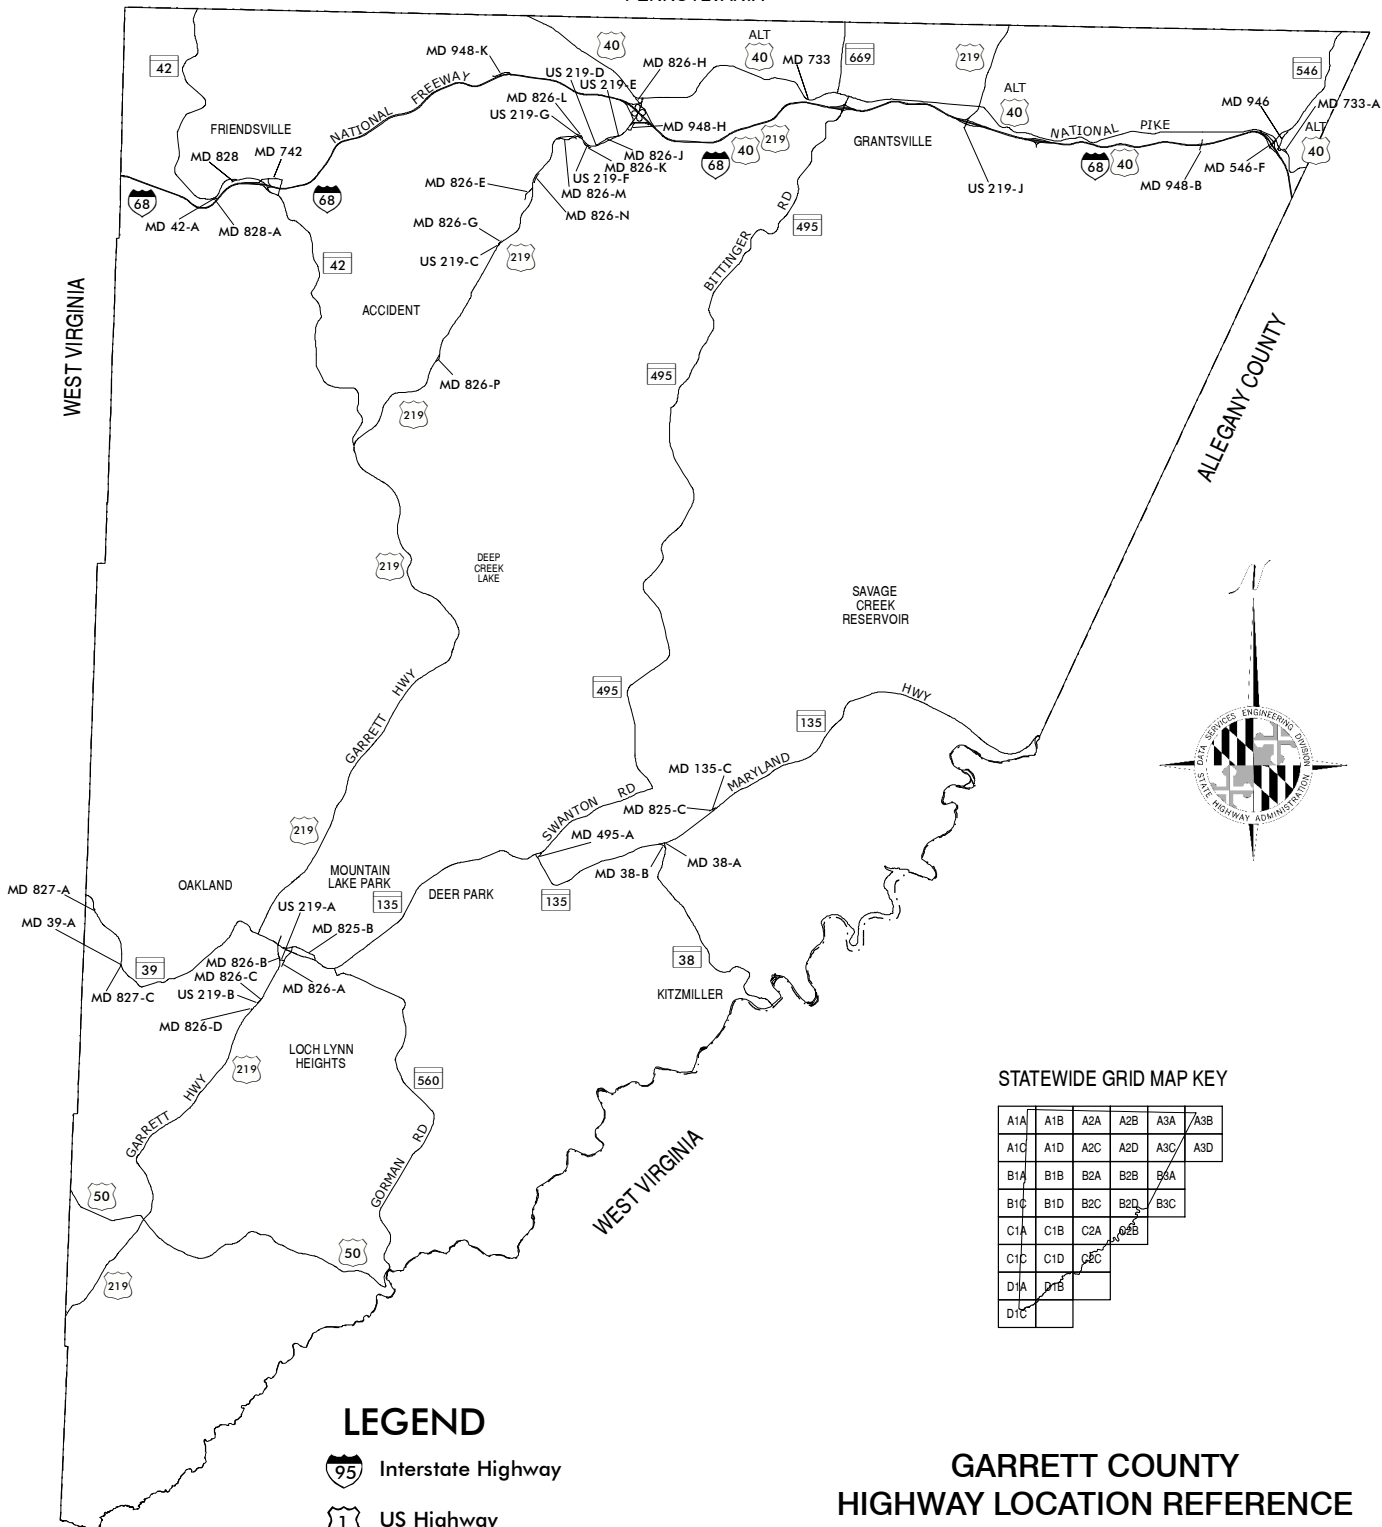 42
40
ALT
40
MD 733
669
219
ALT
40
546
MD 948-K
MD 826-H
US 219-D
US 219-E
MD 826-L
US 219-G
NATIONAL FREEWAY
FRIENDSVILLE
MD 828
MD 742
MD 948-H
MD 826-J
MD 826-K
US 219-F
MD 826-M
MD 826-N
MD 826-E
68
40
219
GRANTSVILLE
NATIONAL PIKE
MD 946
MD 733-A
ALT
40
MD 546-F
MD 948-B
68
40
US 219-J
68
MD 42-A
MD 828-A
68
MD 826-G
US 219-C
219
42
BITTINGER RD
495
WEST VIRGINIA
ACCIDENT
MD 826-P
219
495
ALLEGANY COUNTY
219
DEEP
CREEK
LAKE
SAVAGE
CREEK
RESERVOIR
STATE HIGHWAY ADMINISTRATION
DATA SERVICES ENGINEERING DIVISION
GARRETT HWY
495
135
HWY
MARYLAND
MD 135-C
MD 825-C
SWANTON RD
MD 495-A
MD 38-A
MD 38-B
219
OAKLAND
MOUNTAIN
LAKE PARK
135
DEER PARK
135
MD 827-A
MD 39-A
US 219-A
MD 825-B
39
MD 827-C
MD 826-B
MD 826-C
US 219-B
MD 826-D
MD 826-A
38
KITZMILLER
LOCH LYNN
HEIGHTS
219
560
GARRETT HWY
GORMAN RD
50
50
219
WEST VIRGINIA
STATEWIDE GRID MAP KEY
A1A A1B A2A A2B A3A A3B
A1C A1D A2C A2D A3C A3D
B1A B1B B2A B2B B3A
B1C B1D B2C B2D B3C
C1A C1B C2A C2B
C1C C1D C2C
D1A D1B
D1C
LEGEND
95 Interstate Highway
1 US Highway
GARRETT COUNTY
HIGHWAY LOCATION REFERENCE